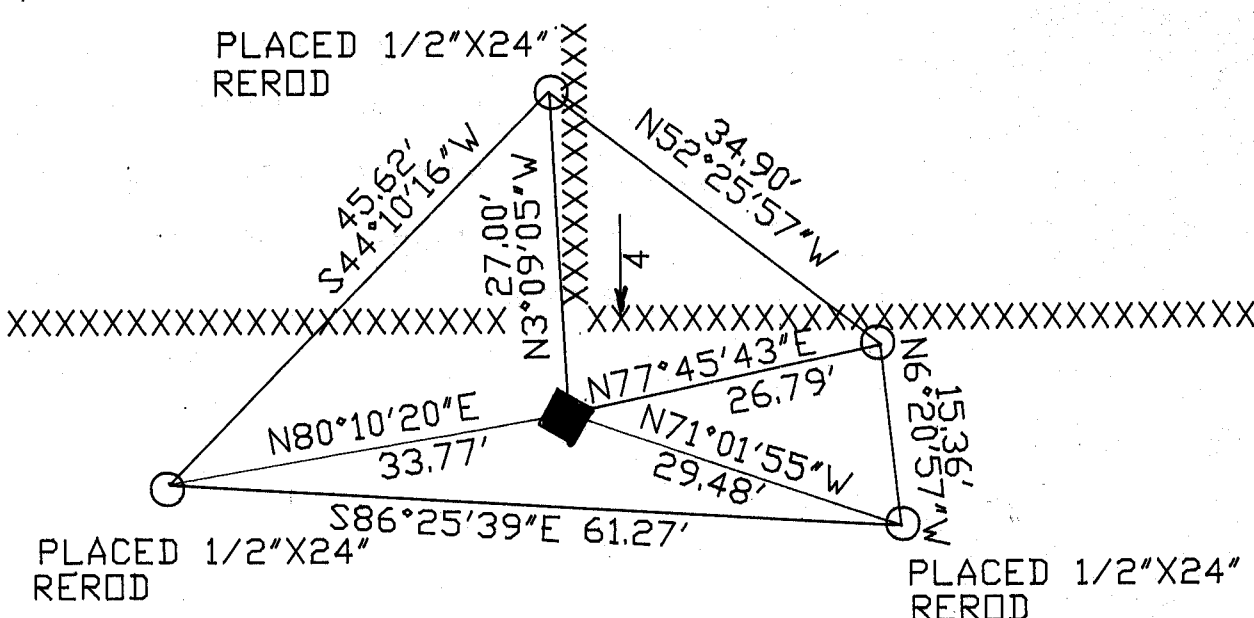 PLACED 1/2"X24"
REROD
45.62'
S44°10'16"W
27.00'
N3°09'05"W
34.90'
N52°25'57"W
4
XXXXXXXXXXXXXXXXXXXXX
XXXXXXXXXXXXXXXXXXXXXXXXXXXX
XXXXXXXXXXXX
N77°45'43"E
26.79'
N80°10'20"E
33.77'
N71°01'55"W
29.48'
15.36'
N6°20'57"W
S86°25'39"E 61.27'
PLACED 1/2"X24"
REROD
PLACED 1/2"X24"
REROD